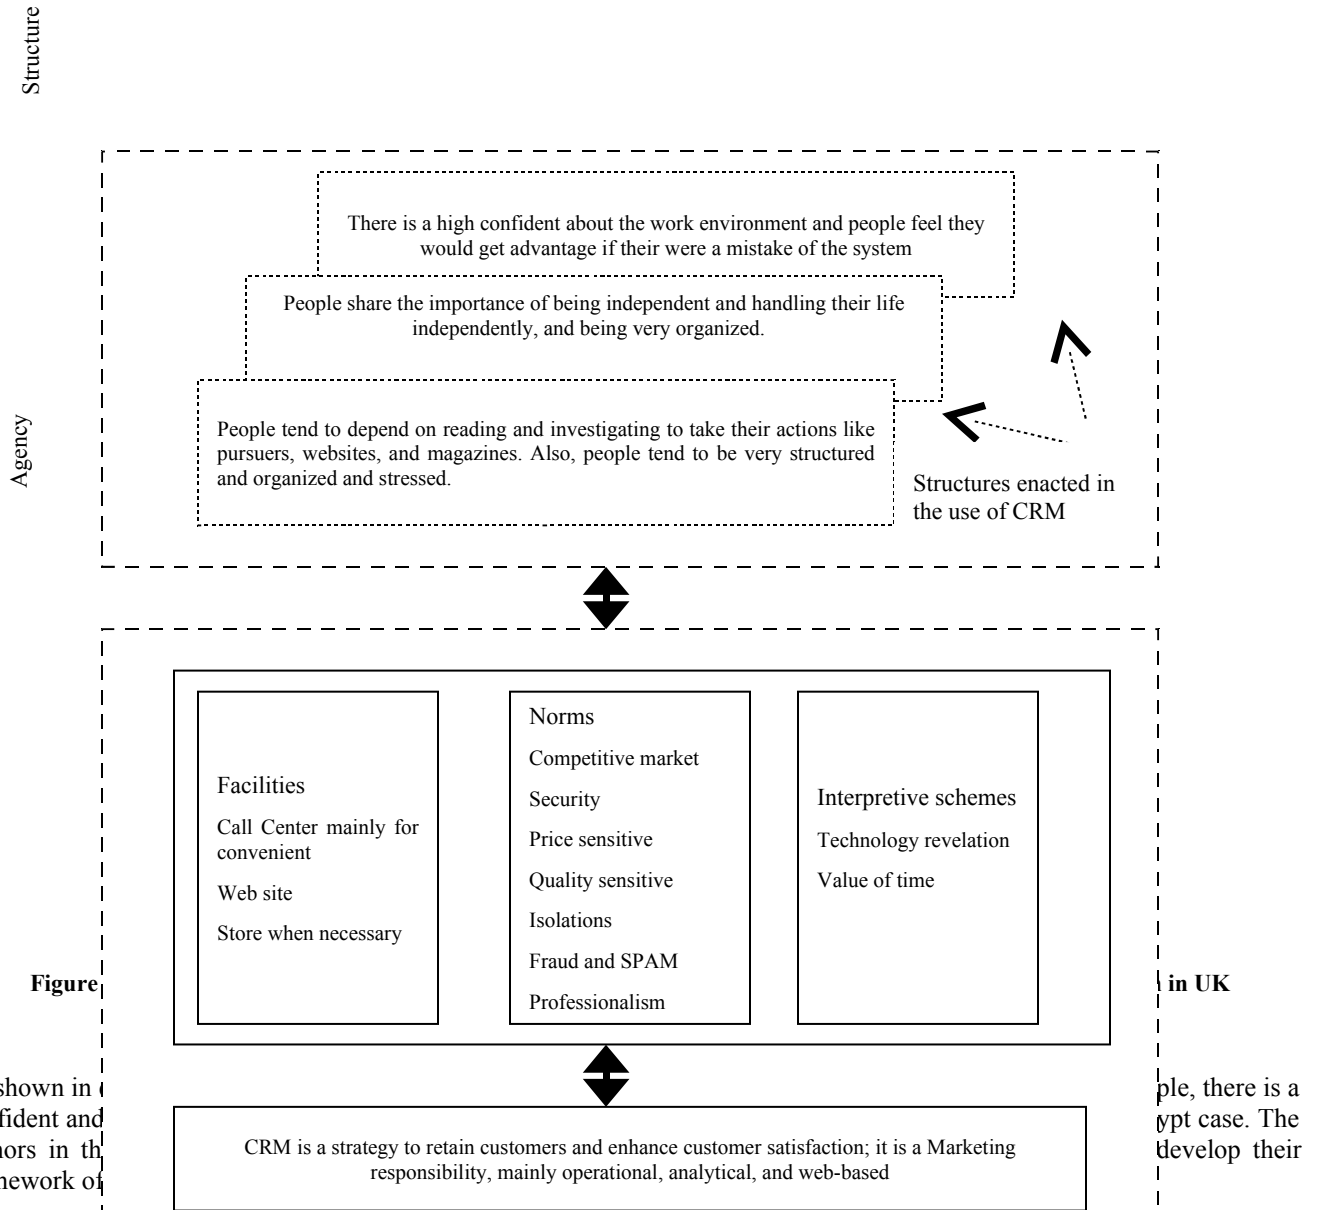 Structure
There is a high confident about the work environment and people feel they
would get advantage if their were a mistake of the system
People share the importance of being independent and handling their life
independently, and being very organized.
People tend to depend on reading and investigating to take their actions like
pursuers, websites, and magazines. Also, people tend to be very structured
and organized and stressed.
Agency
Structures enacted in
the use of CRM
Facilities
Call Center mainly for
convenient
Web site
Store when necessary
Norms
Competitive market
Security
Price sensitive
Quality sensitive
Isolations
Fraud and SPAM
Professionalism
Interpretive schemes
Technology revelation
Value of time
Figure
in UK
shown in
ple, there is a
fident and
ypt case. The
nors in th
develop their
nework of
CRM is a strategy to retain customers and enhance customer satisfaction; it is a Marketing
responsibility, mainly operational, analytical, and web-based